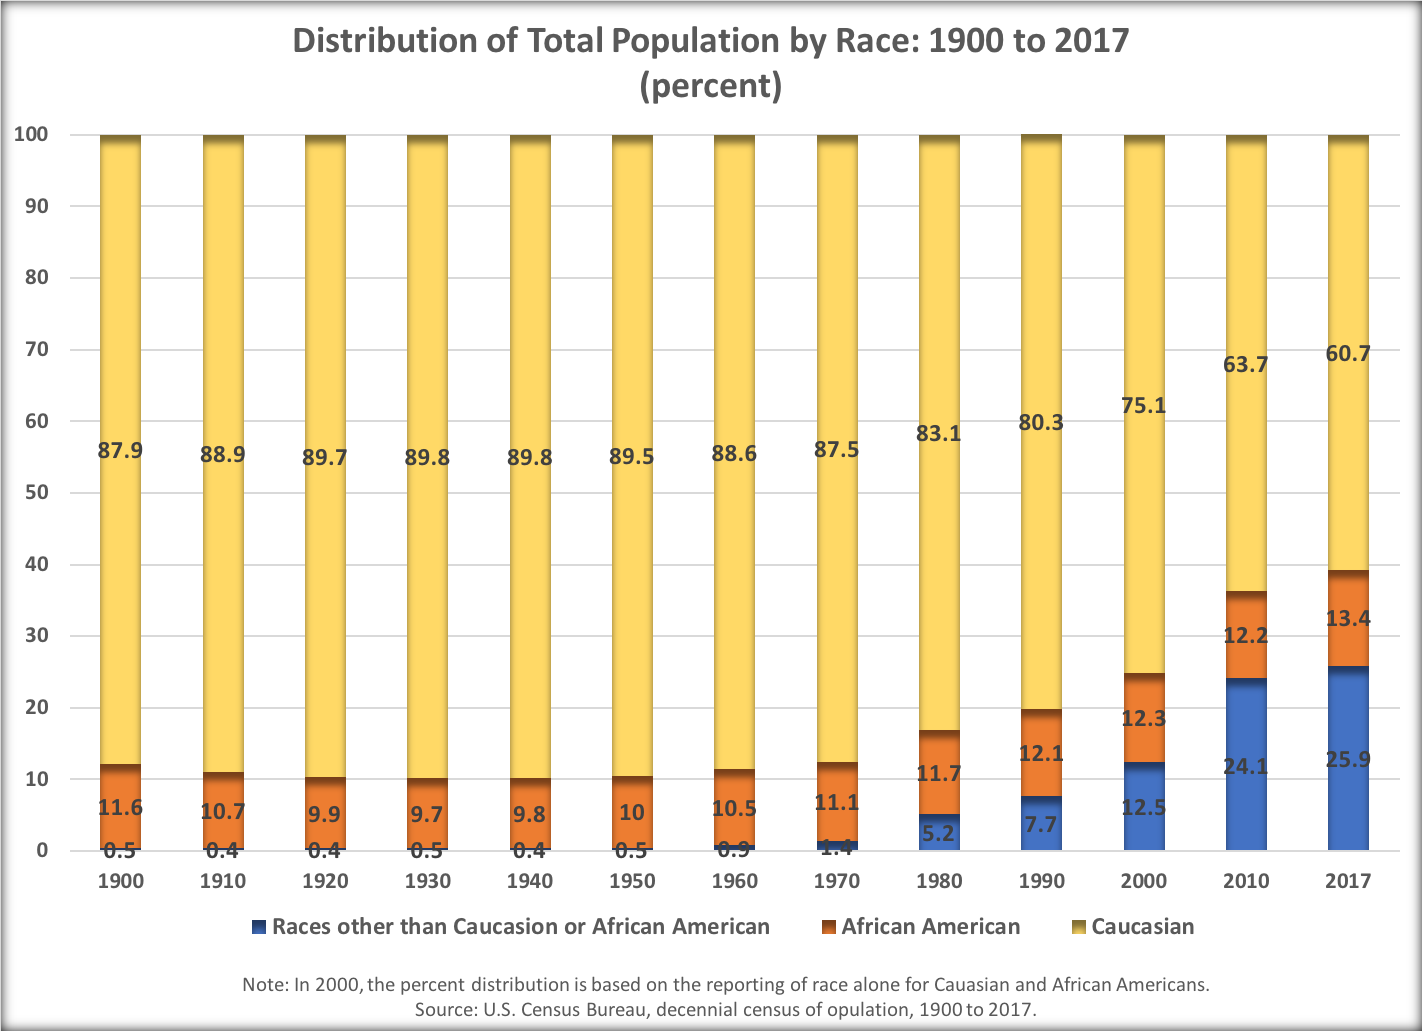 Distribution of Total Population by Race: 1900 to 2017
(percent)
100
90
80
70
60
50
40
30
20
10
0
87.9 88.9 89.7 89.8 89.8 89.5 88.6 87.5 83.1 80.3 75.1 63.7 60.7
11.6 10.7 9.9 9.7 9.8 10 10.5 11.1 11.7 12.1 12.3 12.2 13.4
0.5 0.4 0.4 0.5 0.4 0.5 0.9 1.4 5.2 7.7 12.5 24.1 25.9
1900 1910 1920 1930 1940 1950 1960 1970 1980 1990 2000 2010 2017
Races other than Caucasion or African American African American Caucasian
Note: In 2000, the percent distribution is based on the reporting of race alone for Cauasian and African Americans.
Source: U.S. Census Bureau, decennial census of opulation, 1900 to 2017.